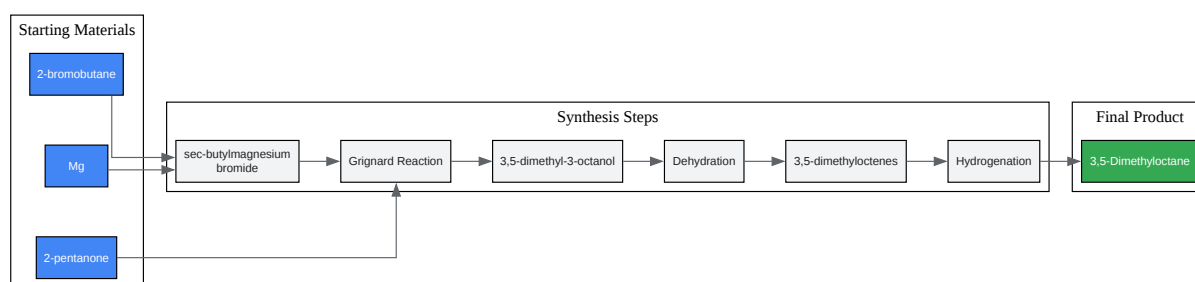 Starting Materials
2-bromobutane
Mg
2-pentanone
Synthesis Steps
sec-butylmagnesium
bromide
Grignard Reaction
3,5-dimethyl-3-octanol
Dehydration
3,5-dimethyloctenes
Hydrogenation
Final Product
3,5-Dimethyloctane